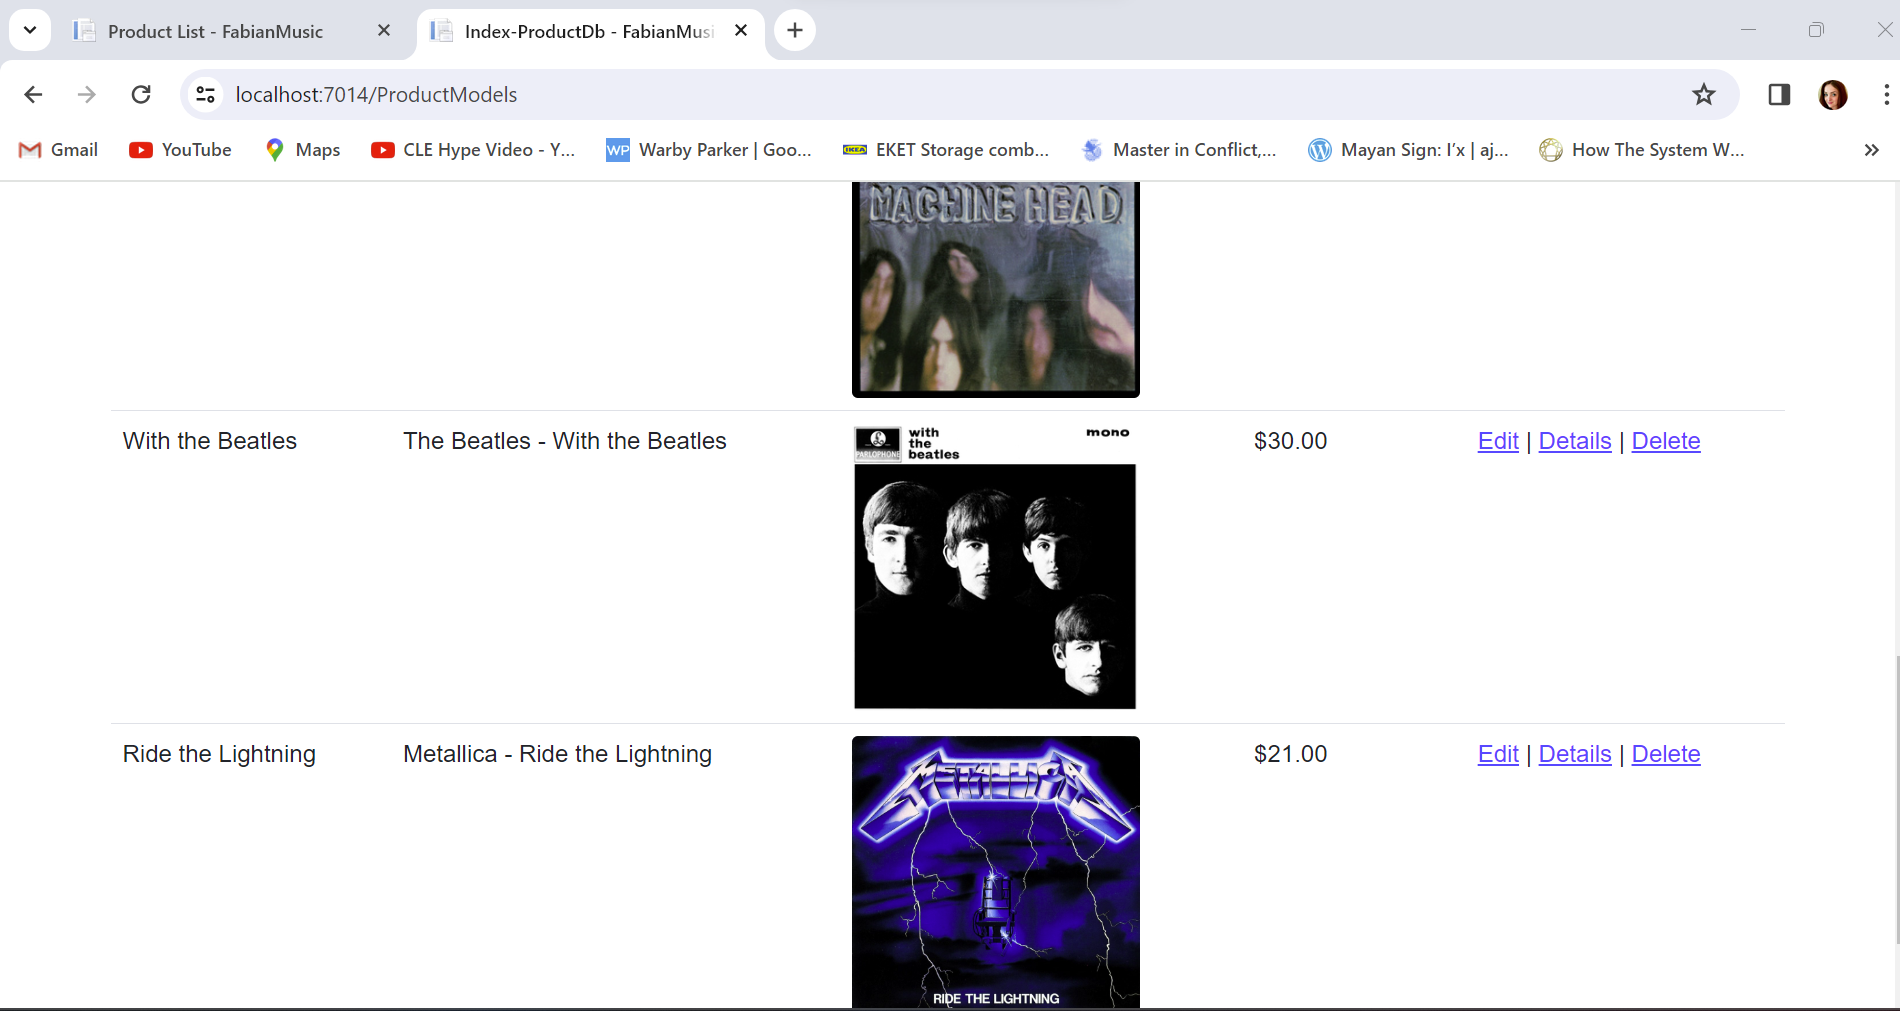 Product List - FabianMusic
Index-ProductDb - FabianMusi
localhost:7014/ProductModels
Gmail
YouTube
Maps
CLE Hype Video - Y...
WP Warby Parker | Goo...
IKEA EKET Storage comb...
Master in Conflict,...
Mayan Sign: I'x | aj...
How The System W...
MACHINE HEAD
With the Beatles
The Beatles - With the Beatles
PARLOPHONE
with
the
beatles
mono
$30.00
Edit | Details | Delete
Ride the Lightning
Metallica - Ride the Lightning
METALLICA
RIDE THE LIGHTNING
$21.00
Edit | Details | Delete